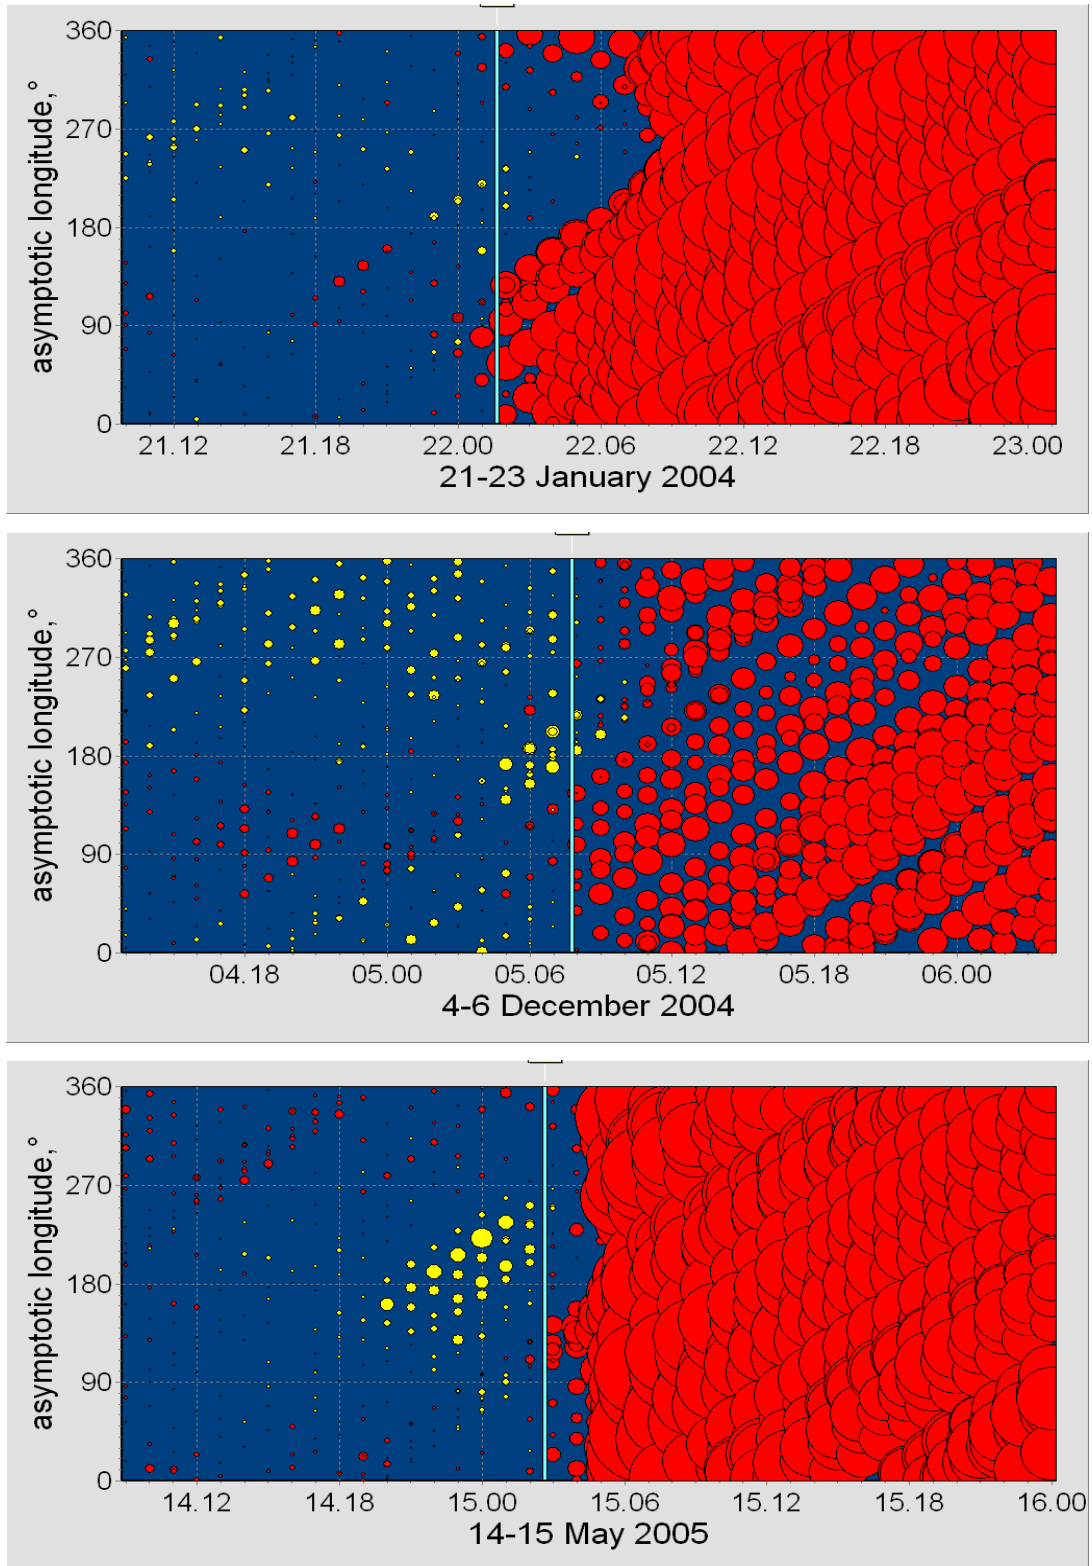 asymptotic longitude,°
360
270
180
90
0
21.12 21.18 22.00 22.06 22.12 22.18 23.00
21-23 January 2004
asymptotic longitude,°
360
270
180
90
0
04.18 05.00 05.06 05.12 05.18 06.00
4-6 December 2004
asymptotic longitude,°
360
270
180
90
0
14.12 14.18 15.00 15.06 15.12 15.18 16.00
14-15 May 2005